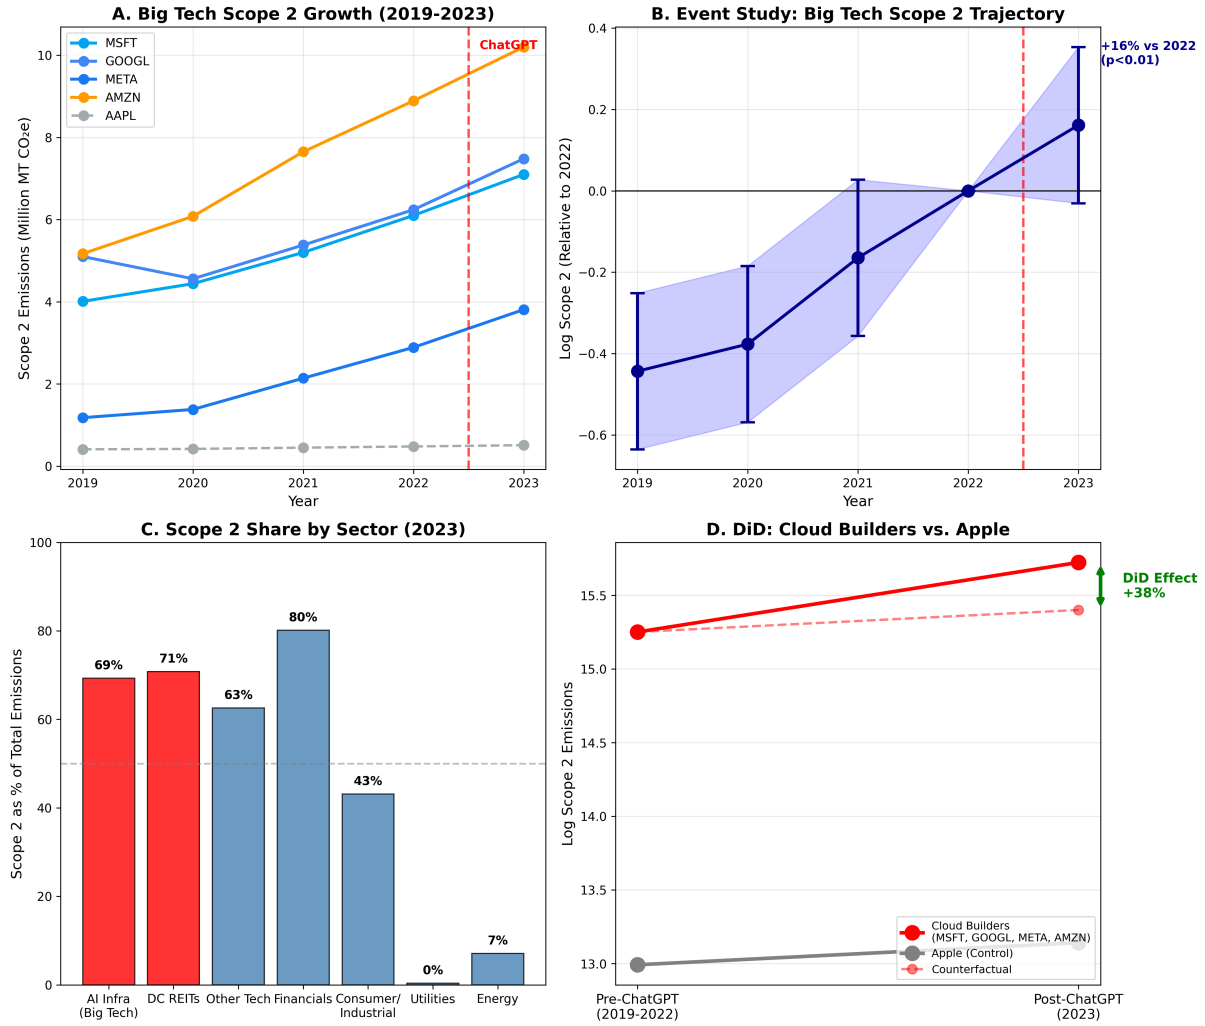 A. Big Tech Scope 2 Growth (2019-2023)
MSFT
GOOGL
META
AMZN
AAPL
ChatGPT
10
8
6
4
2
0
Scope 2 Emissions (Million MT CO₂e)
2019
2020
2021
2022
2023
Year
B. Event Study: Big Tech Scope 2 Trajectory
+16% vs 2022
(p<0.01)
0.4
0.2
0.0
−0.2
−0.4
−0.6
Log Scope 2 (Relative to 2022)
2019
2020
2021
2022
2023
Year
C. Scope 2 Share by Sector (2023)
100
80
60
40
20
0
Scope 2 as % of Total Emissions
69%
71%
63%
80%
43%
0%
7%
AI Infra
(Big Tech)
DC REITs
Other Tech
Financials
Consumer/
Industrial
Utilities
Energy
D. DiD: Cloud Builders vs. Apple
DiD Effect
+38%
15.5
15.0
14.5
14.0
13.5
13.0
Log Scope 2 Emissions
Cloud Builders
(MSFT, GOOGL, META, AMZN)
Apple (Control)
Counterfactual
Pre-ChatGPT
(2019-2022)
Post-ChatGPT
(2023)